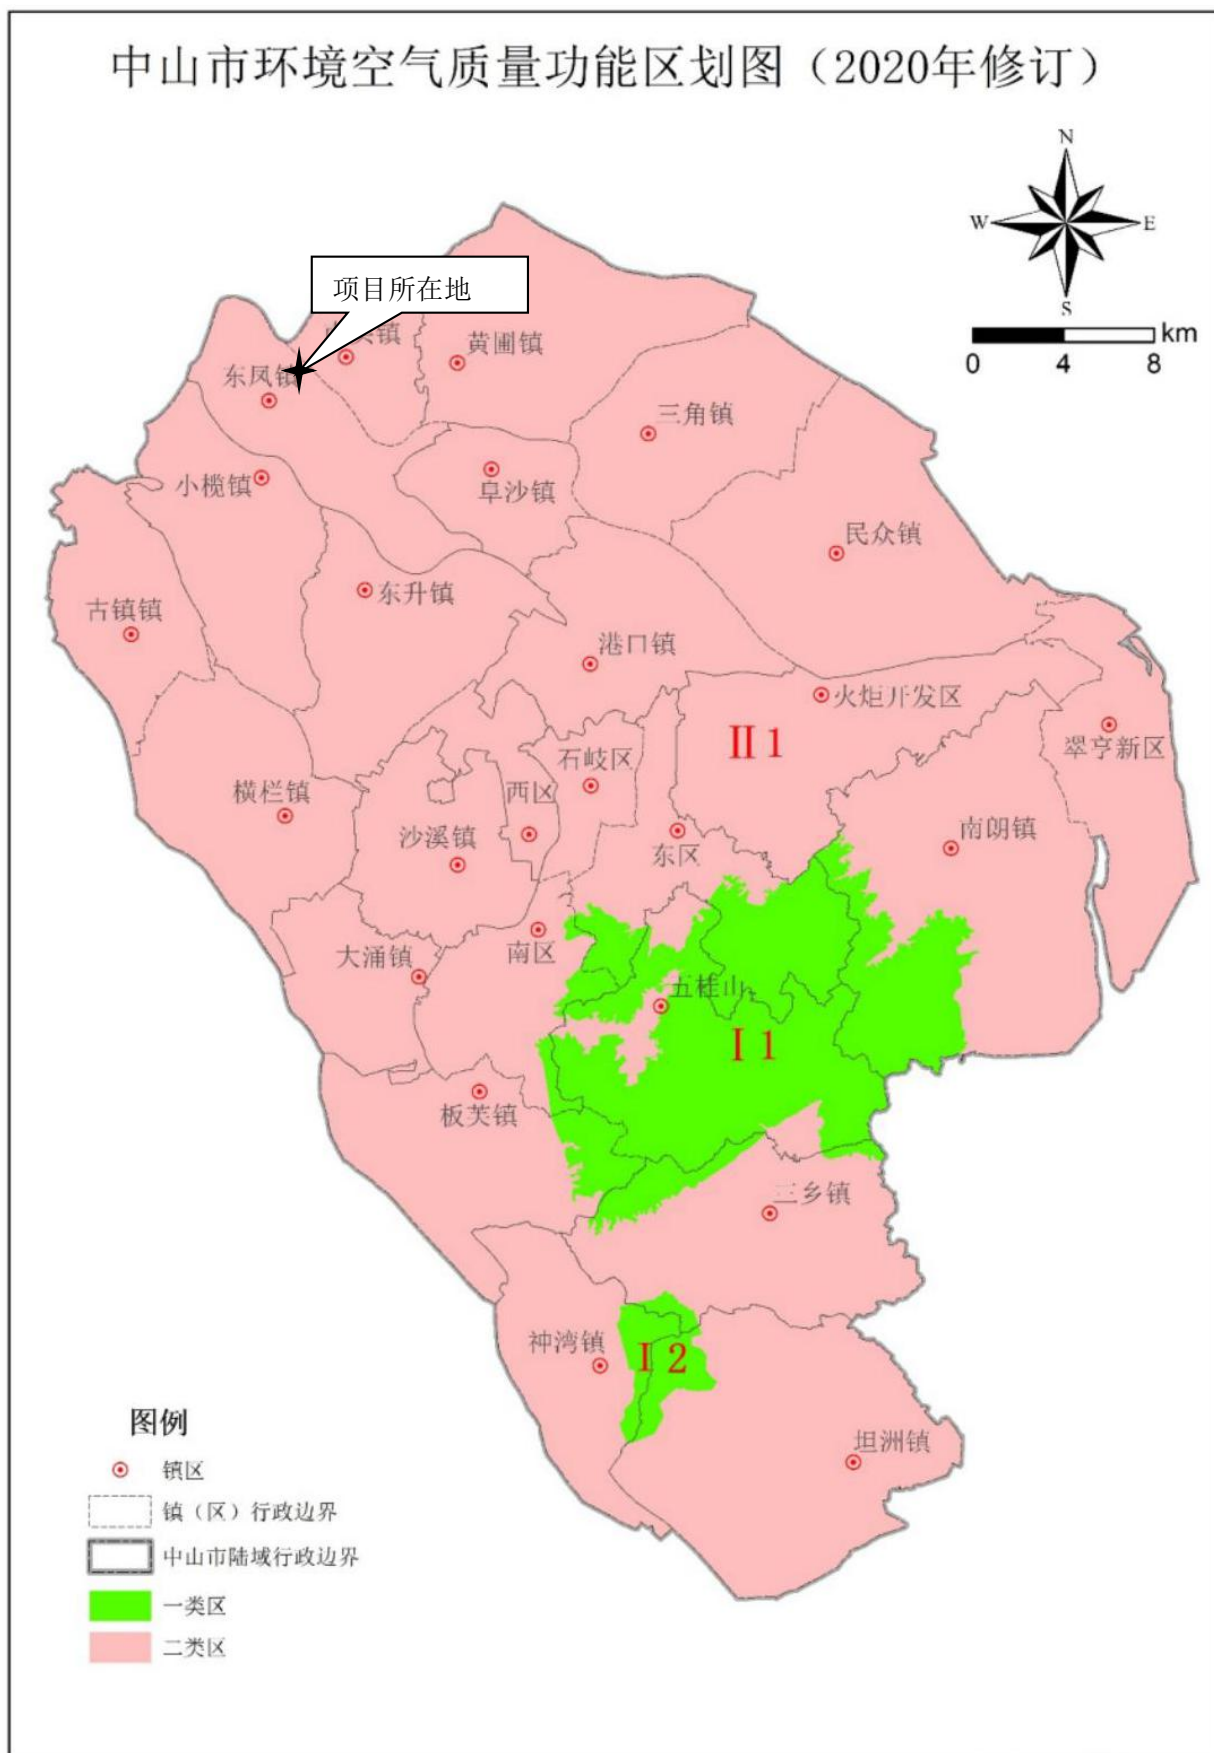 中山市环境空气质量功能区划图（2020年修订）
N
W
E
S
km
0 4 8
项目所在地
镇
黄圃镇
东凤镇
三角镇
小榄镇
阜沙镇
民众镇
东升镇
古镇镇
港口镇
火炬开发区
Ⅱ1
翠亨新区
石岐区
横栏镇
西区
沙溪镇
东区
南朗镇
大涌镇
南区
五桂山
Ⅰ1
板芙镇
三乡镇
神湾镇
Ⅰ2
坦洲镇
图例
镇区
镇（区）行政边界
中山市陆域行政边界
一类区
二类区